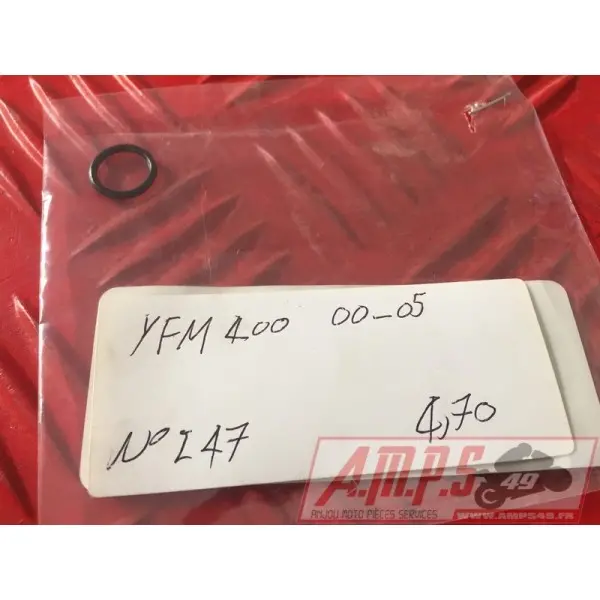 YFM 400 00-05
N° 147 4,70
A.M.P.S 49
ANJOU MOTO PIÈCES SERVICES
WWW.AMPS49.FR